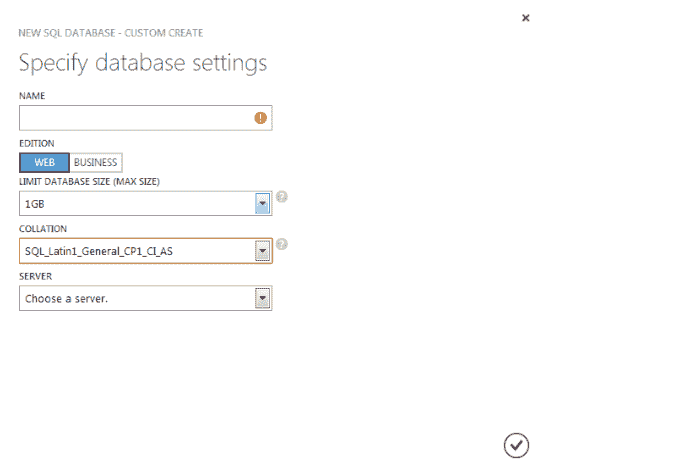 NEW SQL DATABASE - CUSTOM CREATE
Specify database settings
NAME
EDITION
WEB BUSINESS
LIMIT DATABASE SIZE (MAX SIZE)
1GB
COLLATION
SQL_Latin1_General_CP1_CI_AS
SERVER
Choose a server.